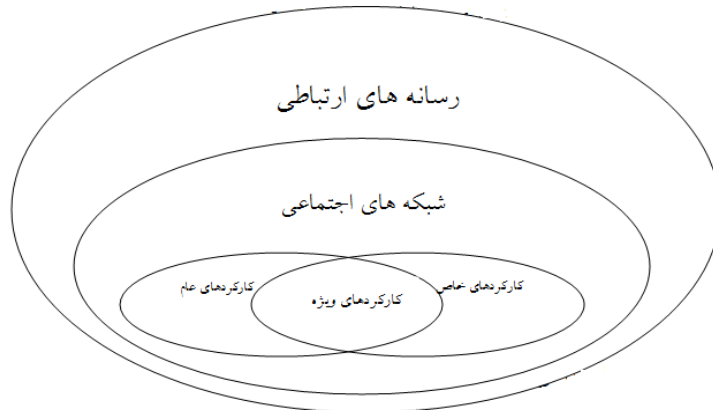 رسانه های ارتباطی
شبکه های اجتماعی
کارکردهای خاص
کارکردهای ویژه
کارکردهای عام